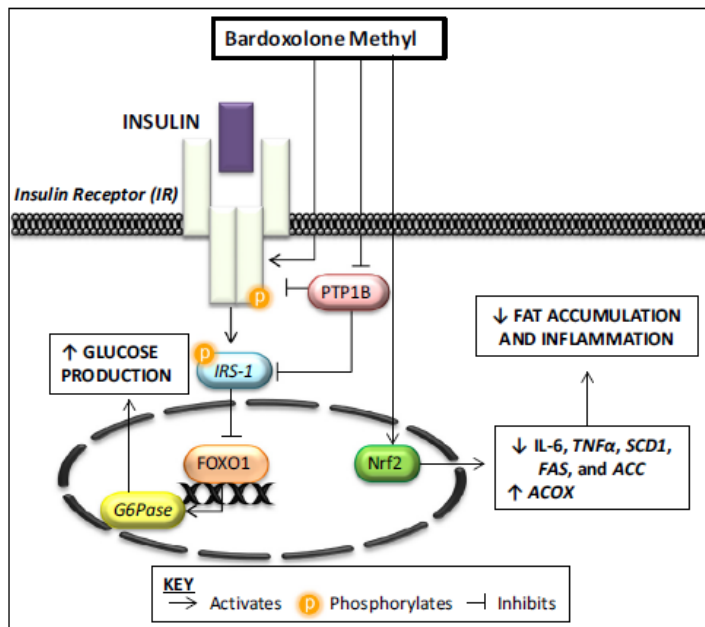 Bardoxolone Methyl
INSULIN
Insulin Receptor (IR)
p
PTP1B
↓ FAT ACCUMULATION
AND INFLAMMATION
↑ GLUCOSE
PRODUCTION
p
IRS-1
↓ IL-6, TNFα, SCD1,
FAS, and ACC
↑ ACOX
FOXO1
Nrf2
G6Pase
KEY
→ Activates p Phosphorylates ⊣ Inhibits